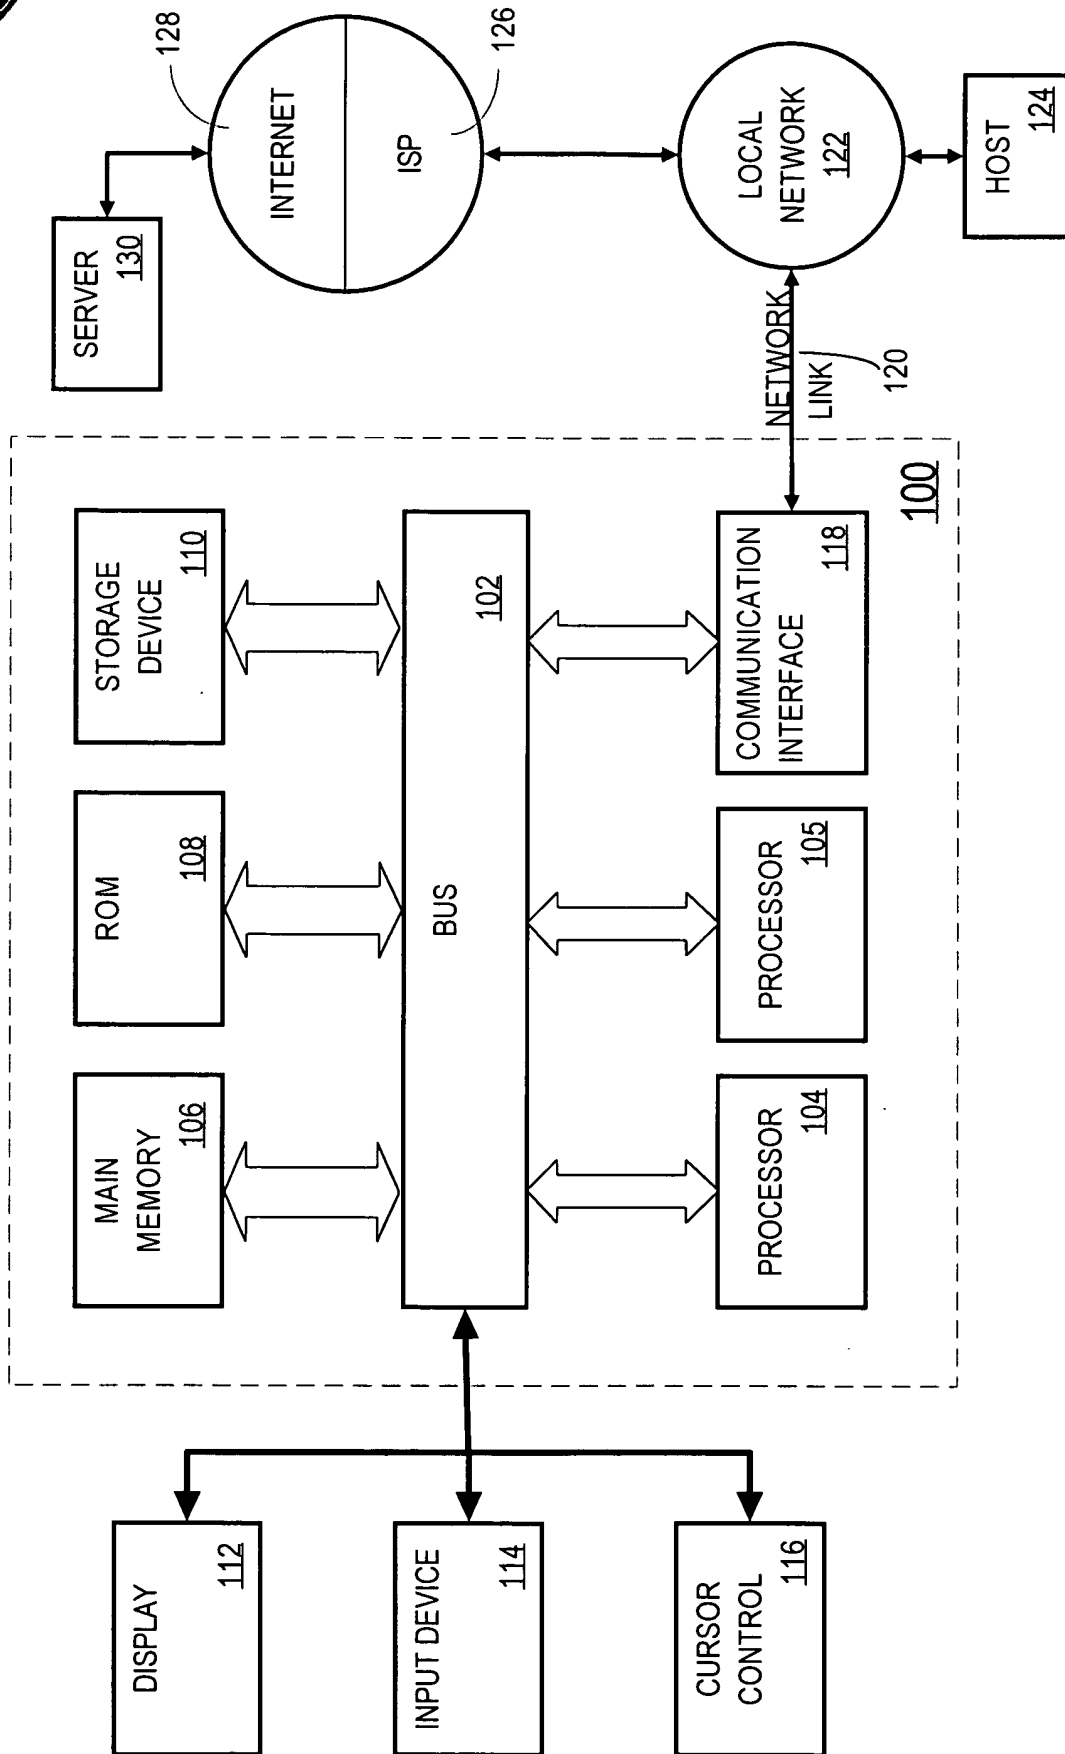 DISPLAY
112
INPUT DEVICE
114
CURSOR
CONTROL
116
MAIN
MEMORY
106
ROM
108
STORAGE
DEVICE
110
BUS
102
PROCESSOR
104
PROCESSOR
105
COMMUNICATION
INTERFACE
118
100
SERVER
130
INTERNET
128
ISP
126
NETWORK
LINK
120
LOCAL
NETWORK
122
HOST
124